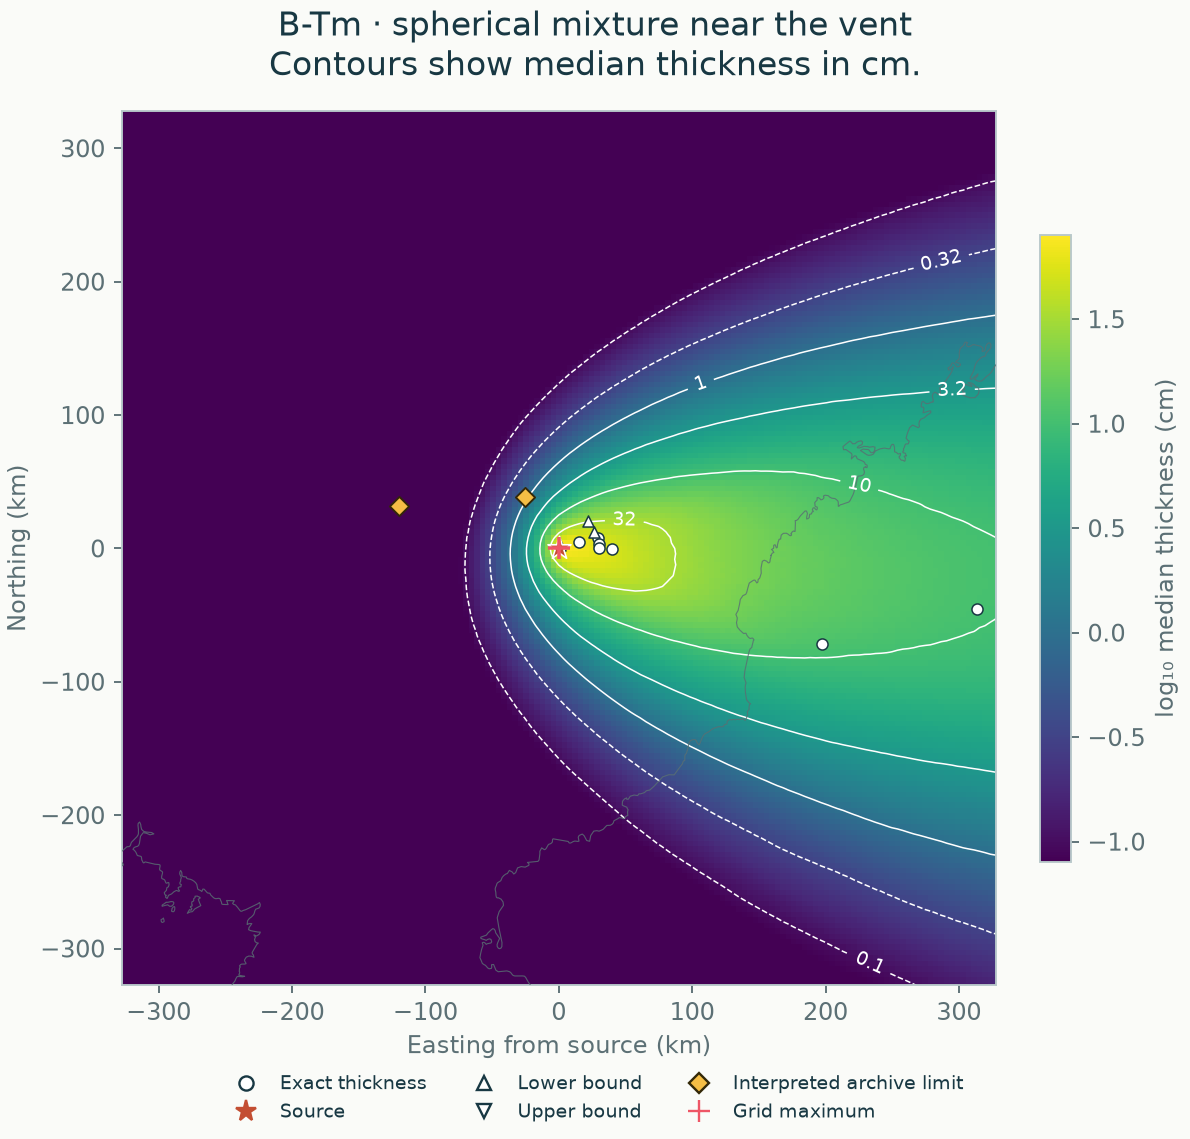 B-Tm · spherical mixture near the vent
Contours show median thickness in cm.
300
200
100
0
−100
−200
−300
Northing (km)
0.32
1
3.2
10
32
0.1
−300
−200
−100
0
100
200
300
Easting from source (km)
1.5
1.0
0.5
0.0
−0.5
−1.0
log₁₀ median thickness (cm)
Exact thickness
Lower bound
Interpreted archive limit
Source
Upper bound
Grid maximum